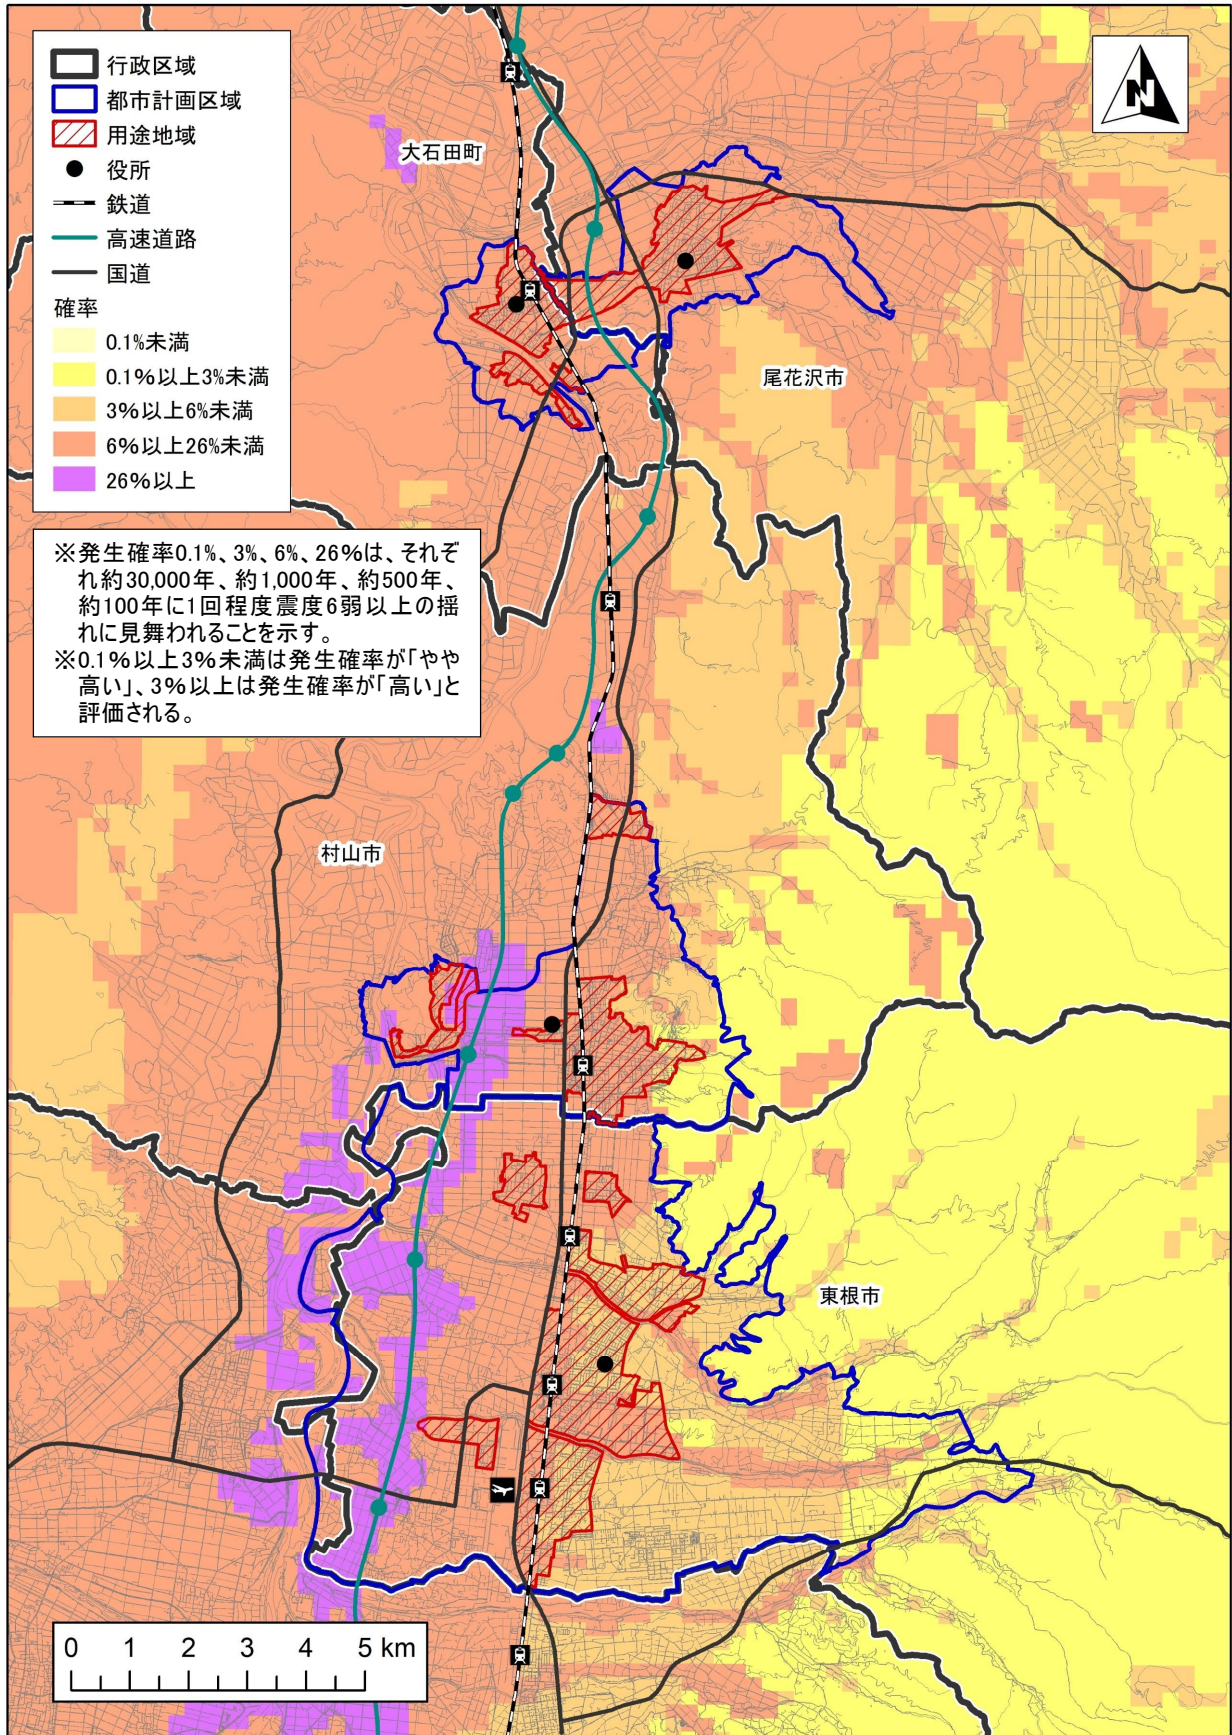 行政区域
都市計画区域
用途地域
役所
鉄道
高速道路
国道
確率
0.1%未満
0.1%以上3%未満
3%以上6%未満
6%以上26%未満
26%以上
※発生確率0.1%、3%、6%、26%は、それぞ
れ約30,000年、約1,000年、約500年、
約100年に1回程度震度6弱以上の揺
れに見舞われることを示す。
※0.1%以上3%未満は発生確率が「やや
高い」、3%以上は発生確率が「高い」と
評価される。
N
大石田町
尾花沢市
村山市
東根市
0 1 2 3 4 5 km